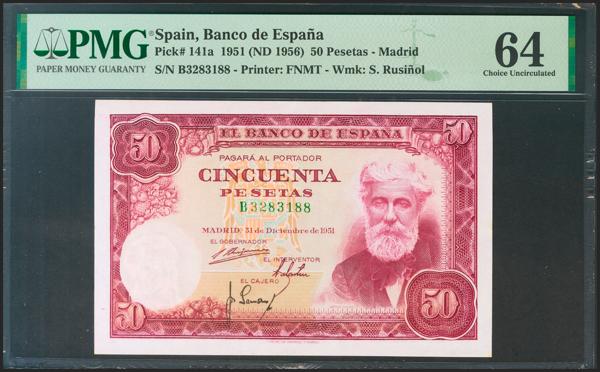 PMG
PAPER MONEY GUARANTY
Spain, Banco de España
Pick# 141a 1951 (ND 1956) 50 Pesetas - Madrid
S/N B3283188 - Printer: FNMT - Wmk: S. Rusiñol
64
Choice Uncirculated
50
EL BANCO DE ESPAÑA
50
PAGARÁ AL PORTADOR
CINCUENTA
PESETAS
B3283188
MADRID, 31 de Diciembre de 1951
EL GOBERNADOR
EL INTERVENTOR
EL CAJERO
50
50